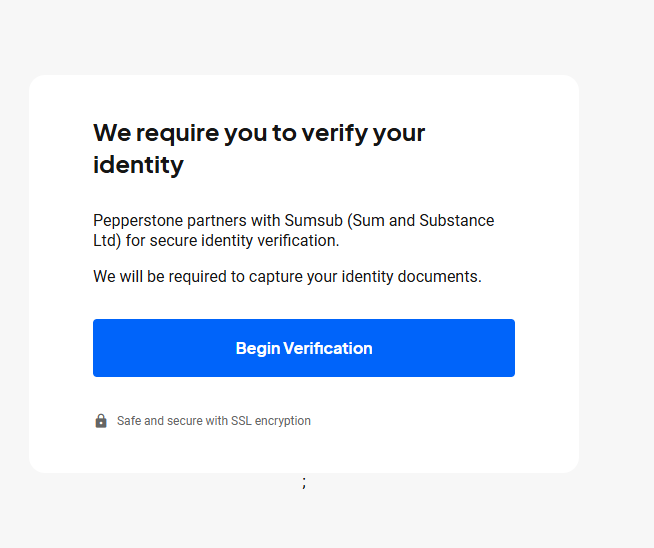 We require you to verify your
identity
Pepperstone partners with Sumsub (Sum and Substance
Ltd) for secure identity verification.
We will be required to capture your identity documents.
Begin Verification
Safe and secure with SSL encryption
;